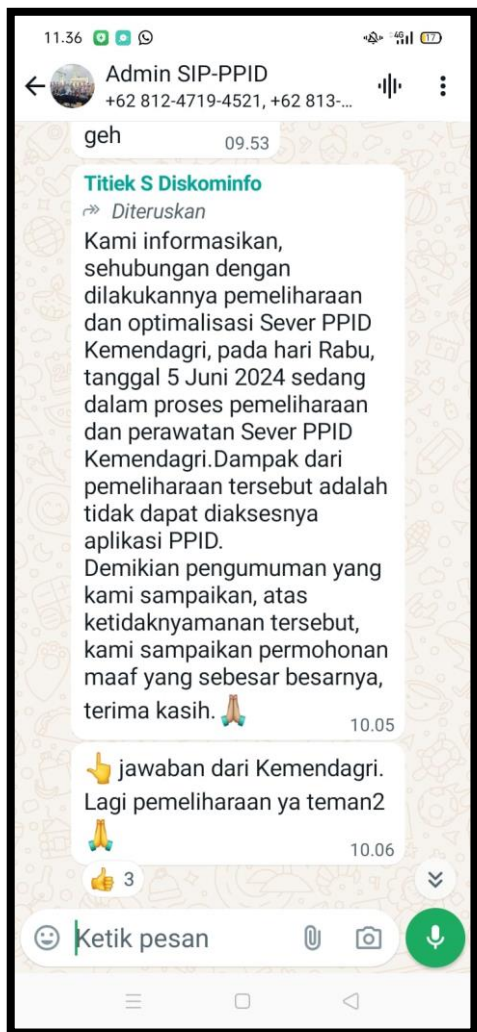 11.36
4G
17
Admin SIP-PPID
+62 812-4719-4521, +62 813-...
geh
09.53
Titiek S Diskominfo
Diteruskan
Kami informasikan,
sehubungan dengan
dilakukannya pemeliharaan
dan optimalisasi Sever PPID
Kemendagri, pada hari Rabu,
tanggal 5 Juni 2024 sedang
dalam proses pemeliharaan
dan perawatan Sever PPID
Kemendagri.Dampak dari
pemeliharaan tersebut adalah
tidak dapat diaksesnya
aplikasi PPID.
Demikian pengumuman yang
kami sampaikan, atas
ketidaknyamanan tersebut,
kami sampaikan permohonan
maaf yang sebesar besarnya,
terima kasih. 🙏🏽
10.05
👆 jawaban dari Kemendagri.
Lagi pemeliharaan ya teman2
🙏
10.06
👍 3
Ketik pesan